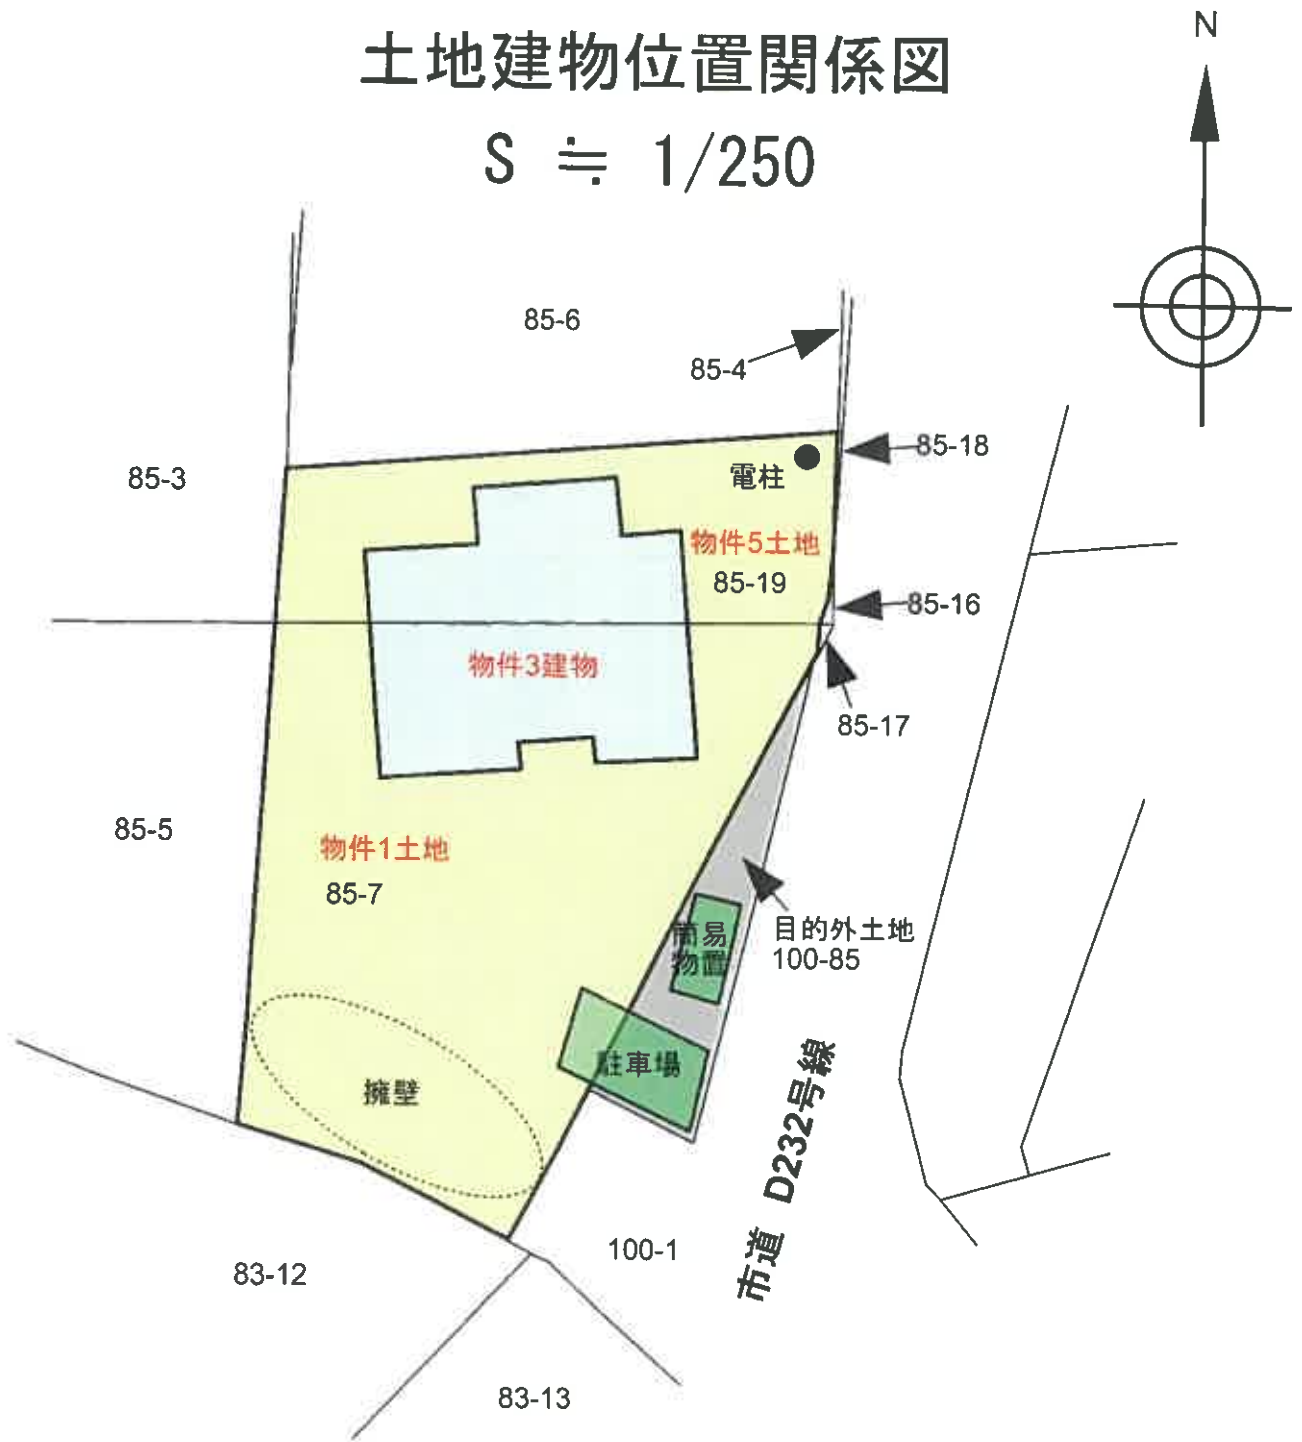 土地建物位置関係図
N
S ≒ 1/250
85-6
85-4
85-18
85-3
電柱
物件5土地
85-19
85-16
物件3建物
85-17
85-5
物件1土地
85-7
簡易
物置
目的外土地
100-85
駐車場
擁壁
市道 D232号線
100-1
83-12
83-13